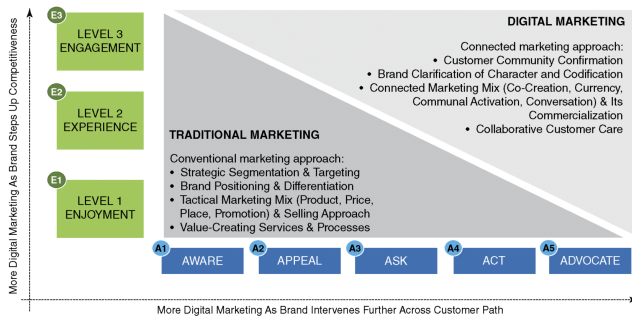 More Digital Marketing As Brand Steps Up Competitiveness
E3
LEVEL 3
ENGAGEMENT
E2
LEVEL 2
EXPERIENCE
E1
LEVEL 1
ENJOYMENT
DIGITAL MARKETING
Connected marketing approach:
• Customer Community Confirmation
• Brand Clarification of Character and Codification
• Connected Marketing Mix (Co-Creation, Currency,
Communal Activation, Conversation) & Its
Commercialization
• Collaborative Customer Care
TRADITIONAL MARKETING
Conventional marketing approach:
• Strategic Segmentation & Targeting
• Brand Positioning & Differentiation
• Tactical Marketing Mix (Product, Price,
Place, Promotion) & Selling Approach
• Value-Creating Services & Processes
A1
AWARE
A2
APPEAL
A3
ASK
A4
ACT
A5
ADVOCATE
More Digital Marketing As Brand Intervenes Further Across Customer Path